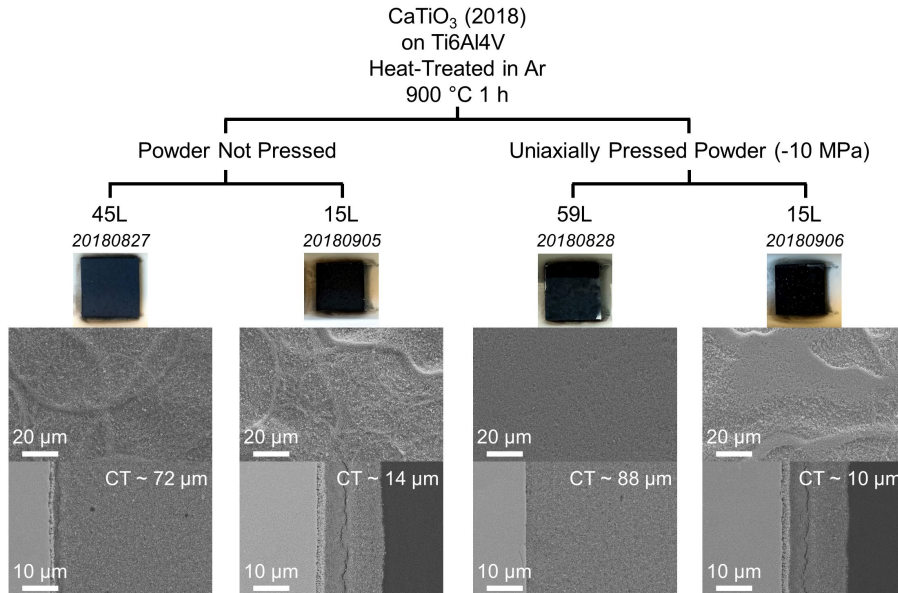 CaTiO₃ (2018)
on Ti6Al4V
Heat-Treated in Ar
900 °C 1 h
Powder Not Pressed
Uniaxially Pressed Powder (-10 MPa)
45L
15L
59L
15L
20180827
20180905
20180828
20180906
20 µm
20 µm
20 µm
20 µm
CT ~ 72 µm
CT ~ 14 µm
CT ~ 88 µm
CT ~ 10 µm
10 µm
10 µm
10 µm
10 µm